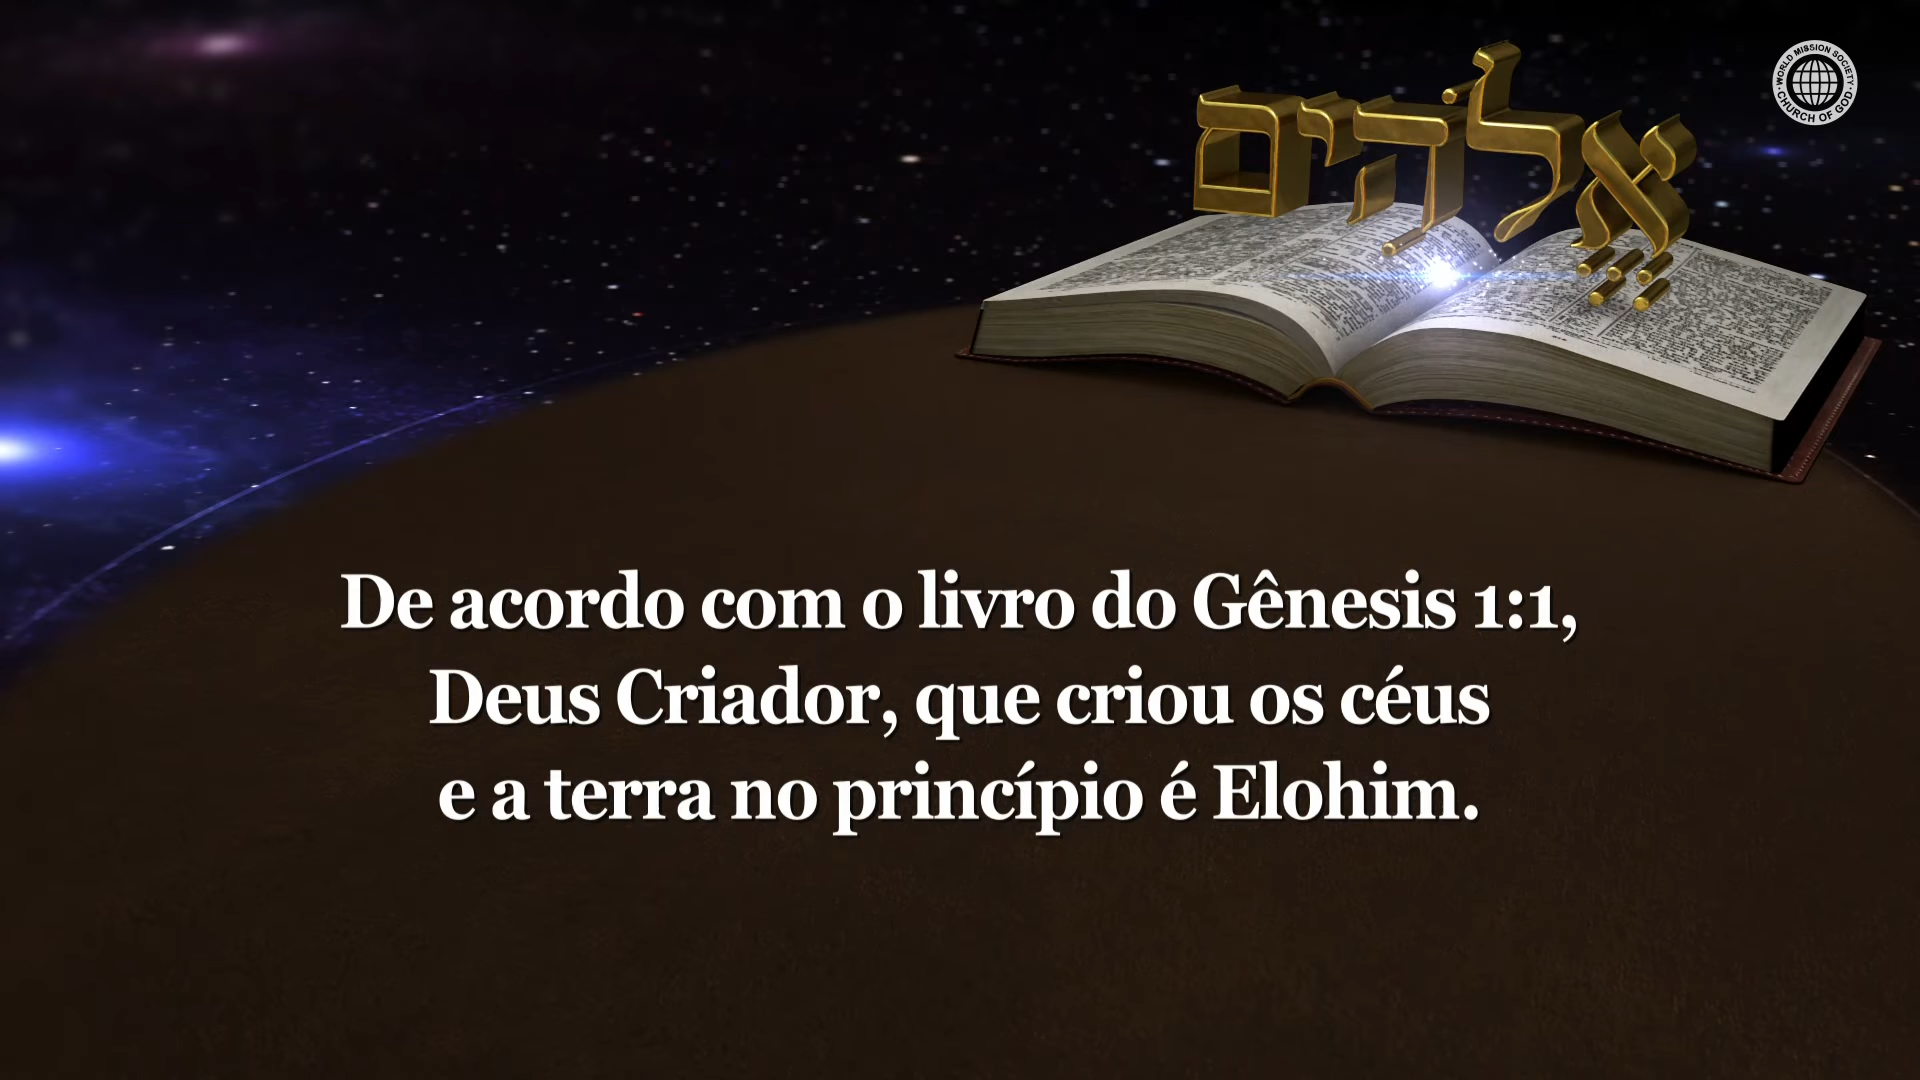 אֱלֹהִים
WORLD MISSION SOCIETY
CHURCH OF GOD
De acordo com o livro do Gênesis 1:1,
Deus Criador, que criou os céus
e a terra no princípio é Elohim.